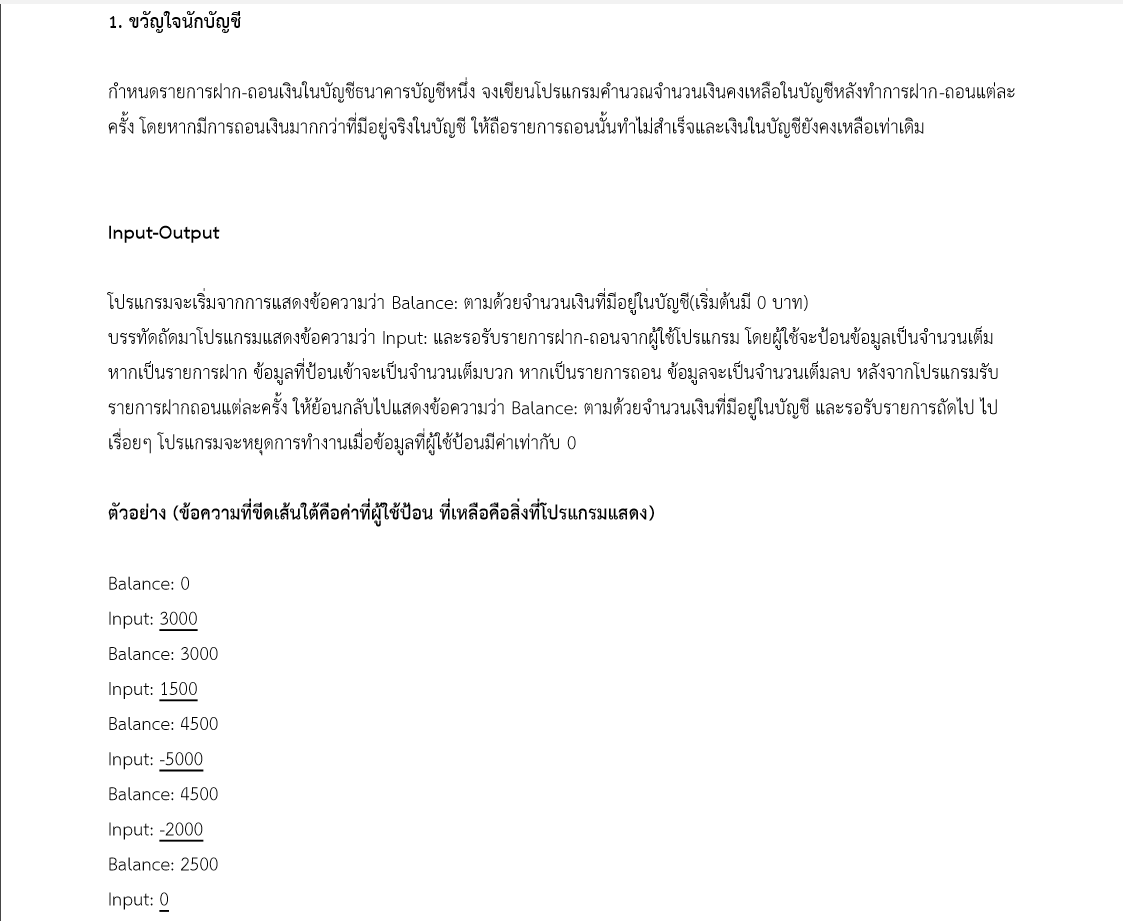 1. ขวัญใจนักบัญชี
กำหนดรายการฝาก-ถอนเงินในบัญชีธนาคารบัญชีหนึ่ง จงเขียนโปรแกรมคำนวณจำนวนเงินคงเหลือในบัญชีหลังทำการฝาก-ถอนแต่ละ
ครั้ง โดยหากมีการถอนเงินมากกว่าที่มีอยู่จริงในบัญชี ให้ถือรายการถอนนั้นทำไม่สำเร็จและเงินในบัญชียังคงเหลือเท่าเดิม
Input-Output
โปรแกรมจะเริ่มจากการแสดงข้อความว่า Balance: ตามด้วยจำนวนเงินที่มีอยู่ในบัญชี(เริ่มต้นมี 0 บาท)
บรรทัดถัดมาโปรแกรมแสดงข้อความว่า Input: และรอรับรายการฝาก-ถอนจากผู้ใช้โปรแกรม โดยผู้ใช้จะป้อนข้อมูลเป็นจำนวนเต็ม
หากเป็นรายการฝาก ข้อมูลที่ป้อนเข้าจะเป็นจำนวนเต็มบวก หากเป็นรายการถอน ข้อมูลจะเป็นจำนวนเต็มลบ หลังจากโปรแกรมรับ
รายการฝากถอนแต่ละครั้ง ให้ย้อนกลับไปแสดงข้อความว่า Balance: ตามด้วยจำนวนเงินที่มีอยู่ในบัญชี และรอรับรายการถัดไป ไป
เรื่อยๆ โปรแกรมจะหยุดการทำงานเมื่อข้อมูลที่ผู้ใช้ป้อนมีค่าเท่ากับ 0
ตัวอย่าง (ข้อความที่ขีดเส้นใต้คือค่าที่ผู้ใช้ป้อน ที่เหลือคือสิ่งที่โปรแกรมแสดง)
Balance: 0
Input: 3000
Balance: 3000
Input: 1500
Balance: 4500
Input: -5000
Balance: 4500
Input: -2000
Balance: 2500
Input: 0